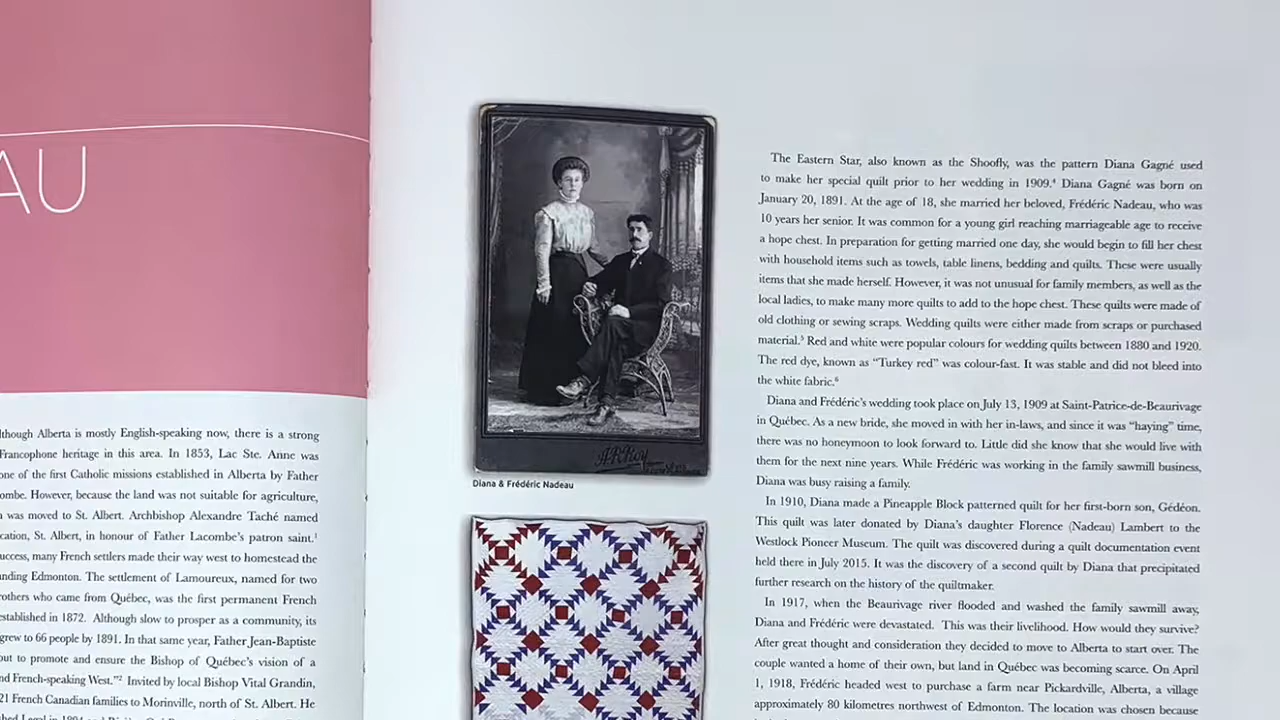 AU
lthough Alberta is mostly English-speaking now, there is a strong
Francophone heritage in this area. In 1853, Lac Ste. Anne was
one of the first Catholic missions established in Alberta by Father
ombe. However, because the land was not suitable for agriculture,
was moved to St. Albert. Archbishop Alexandre Taché named
cation, St. Albert, in honour of Father Lacombe's patron saint.¹
uccess, many French settlers made their way west to homestead the
nding Edmonton. The settlement of Lamoureux, named for two
rothers who came from Québec, was the first permanent French
established in 1872. Although slow to prosper as a community, its
grew to 66 people by 1891. In that same year, Father Jean-Baptiste
out to promote and ensure the Bishop of Québec's vision of a
nd French-speaking West."² Invited by local Bishop Vital Grandin,
21 French Canadian families to Morinville, north of St. Albert. He
Diana & Frédéric Nadeau
The Eastern Star, also known as the Shoofly, was the pattern Diana Gagné used
to make her special quilt prior to her wedding in 1909.⁴ Diana Gagné was born on
January 20, 1891. At the age of 18, she married her beloved, Frédéric Nadeau, who was
10 years her senior. It was common for a young girl reaching marriageable age to receive
a hope chest. In preparation for getting married one day, she would begin to fill her chest
with household items such as towels, table linens, bedding and quilts. These were usually
items that she made herself. However, it was not unusual for family members, as well as the
local ladies, to make many more quilts to add to the hope chest. These quilts were made of
old clothing or sewing scraps. Wedding quilts were either made from scraps or purchased
material.⁵ Red and white were popular colours for wedding quilts between 1880 and 1920.
The red dye, known as "Turkey red" was colour-fast. It was stable and did not bleed into
the white fabric.⁶
Diana and Frédéric's wedding took place on July 13, 1909 at Saint-Patrice-de-Beaurivage
in Québec. As a new bride, she moved in with her in-laws, and since it was "haying" time,
there was no honeymoon to look forward to. Little did she know that she would live with
them for the next nine years. While Frédéric was working in the family sawmill business,
Diana was busy raising a family.
In 1910, Diana made a Pineapple Block patterned quilt for her first-born son, Gédéon.
This quilt was later donated by Diana's daughter Florence (Nadeau) Lambert to the
Westlock Pioneer Museum. The quilt was discovered during a quilt documentation event
held there in July 2015. It was the discovery of a second quilt by Diana that precipitated
further research on the history of the quiltmaker.
In 1917, when the Beaurivage river flooded and washed the family sawmill away,
Diana and Frédéric were devastated. This was their livelihood. How would they survive?
After great thought and consideration they decided to move to Alberta to start over. The
couple wanted a home of their own, but land in Québec was becoming scarce. On April
1, 1918, Frédéric headed west to purchase a farm near Pickardville, Alberta, a village
approximately 80 kilometres northwest of Edmonton. The location was chosen because